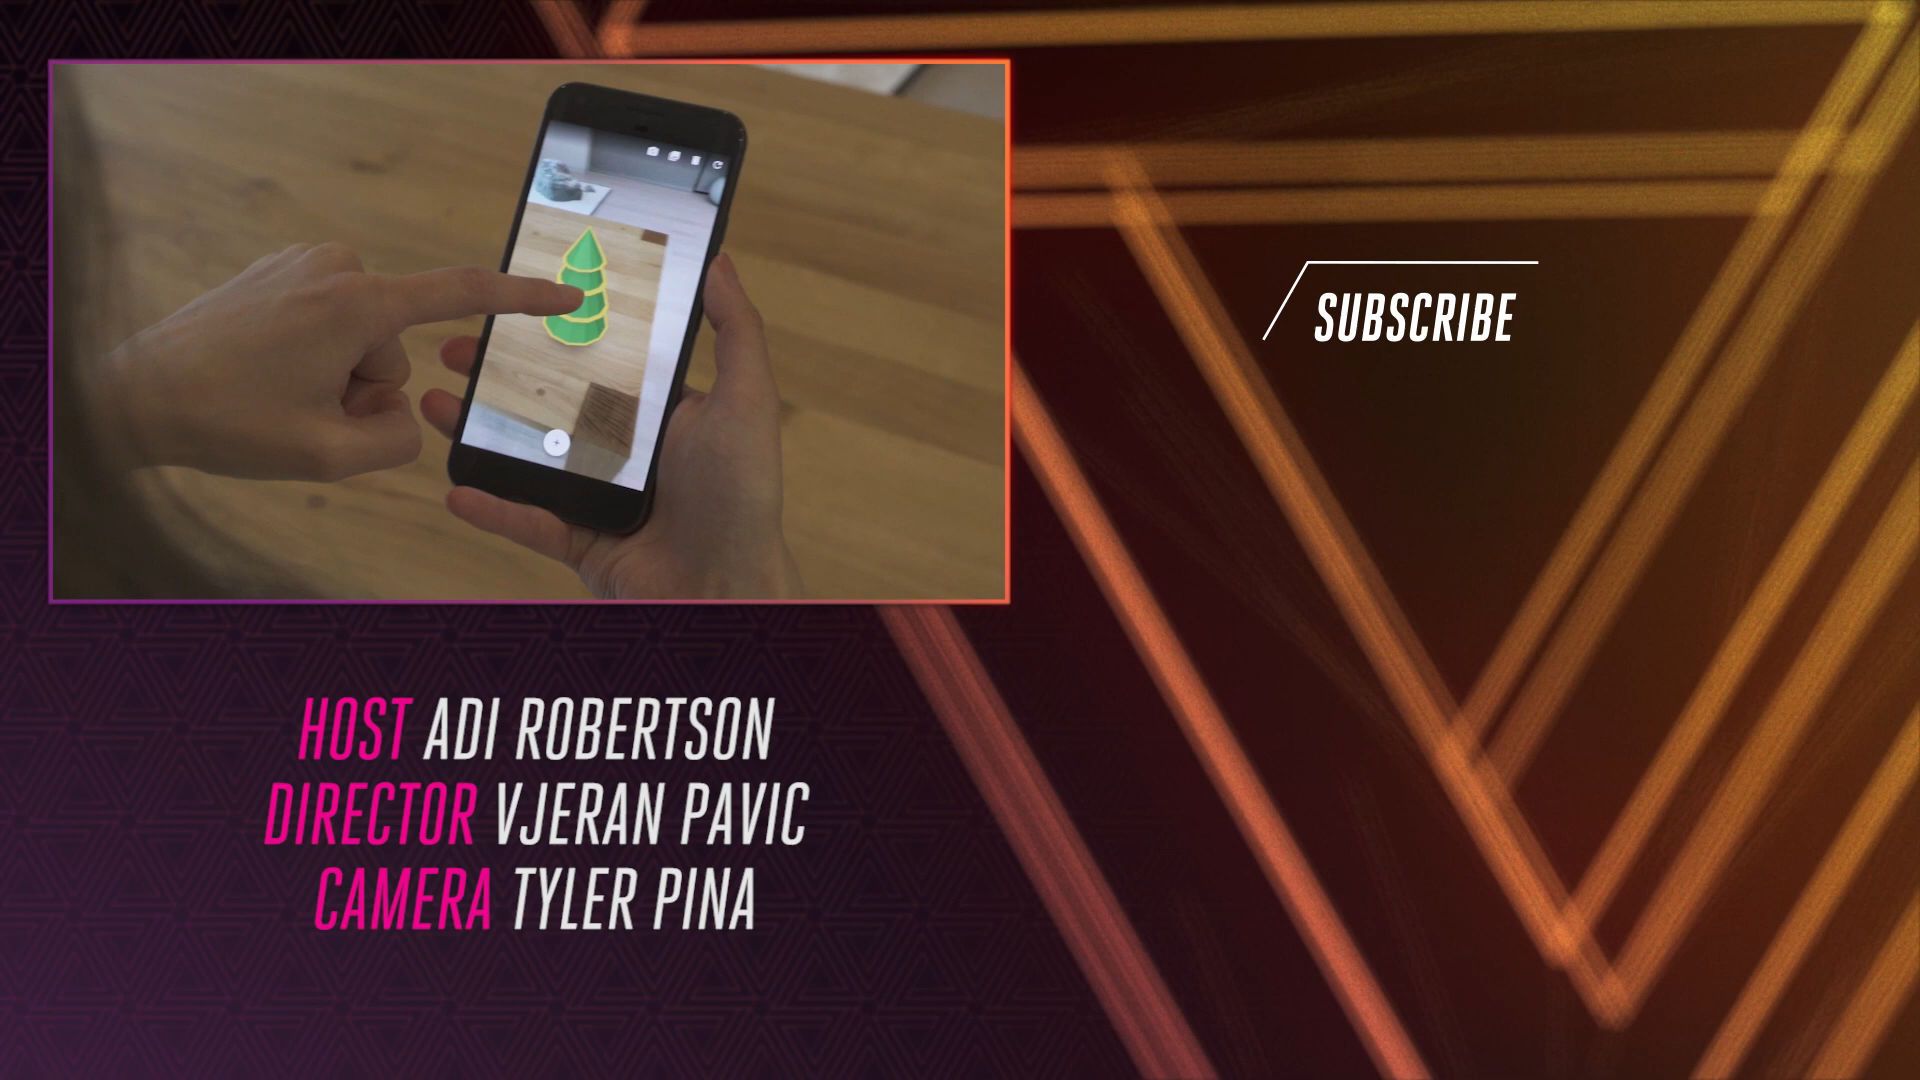 SUBSCRIBE
HOST ADI ROBERTSON
DIRECTOR VJERAN PAVIC
CAMERA TYLER PINA